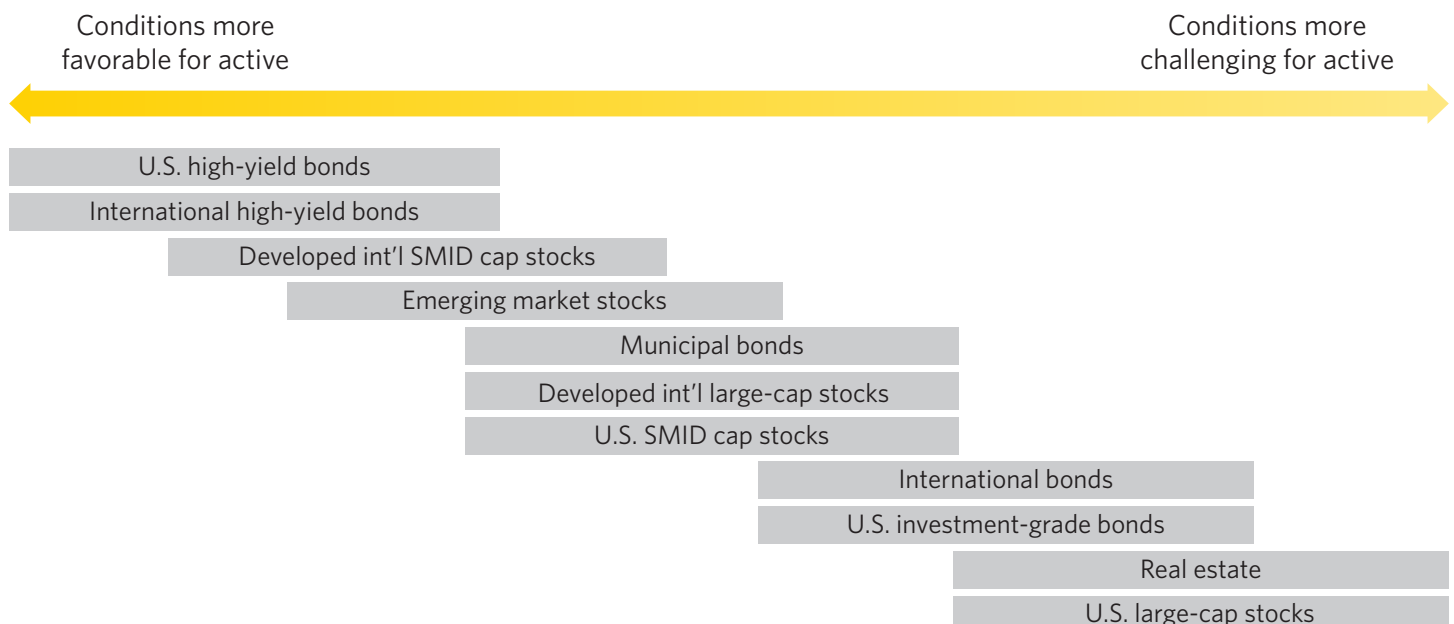 Conditions more
favorable for active
Conditions more
challenging for active
U.S. high-yield bonds
International high-yield bonds
Developed int'l SMID cap stocks
Emerging market stocks
Municipal bonds
Developed int'l large-cap stocks
U.S. SMID cap stocks
International bonds
U.S. investment-grade bonds
Real estate
U.S. large-cap stocks